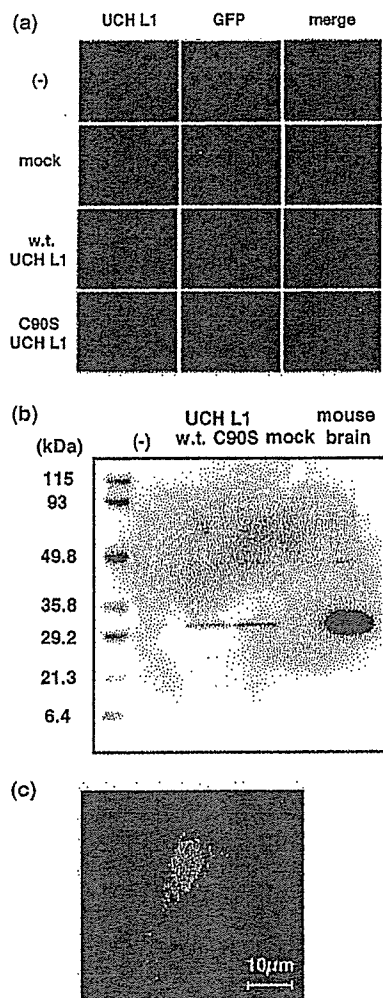 (a)
UCH L1 GFP merge
(-)
mock
w.t.
UCH L1
C90S
UCH L1
(b)
UCH L1 mouse
(kDa) (-) w.t. C90S mock brain
115
93
49.8
35.8
29.2
21.3
6.4
(c)
10μm